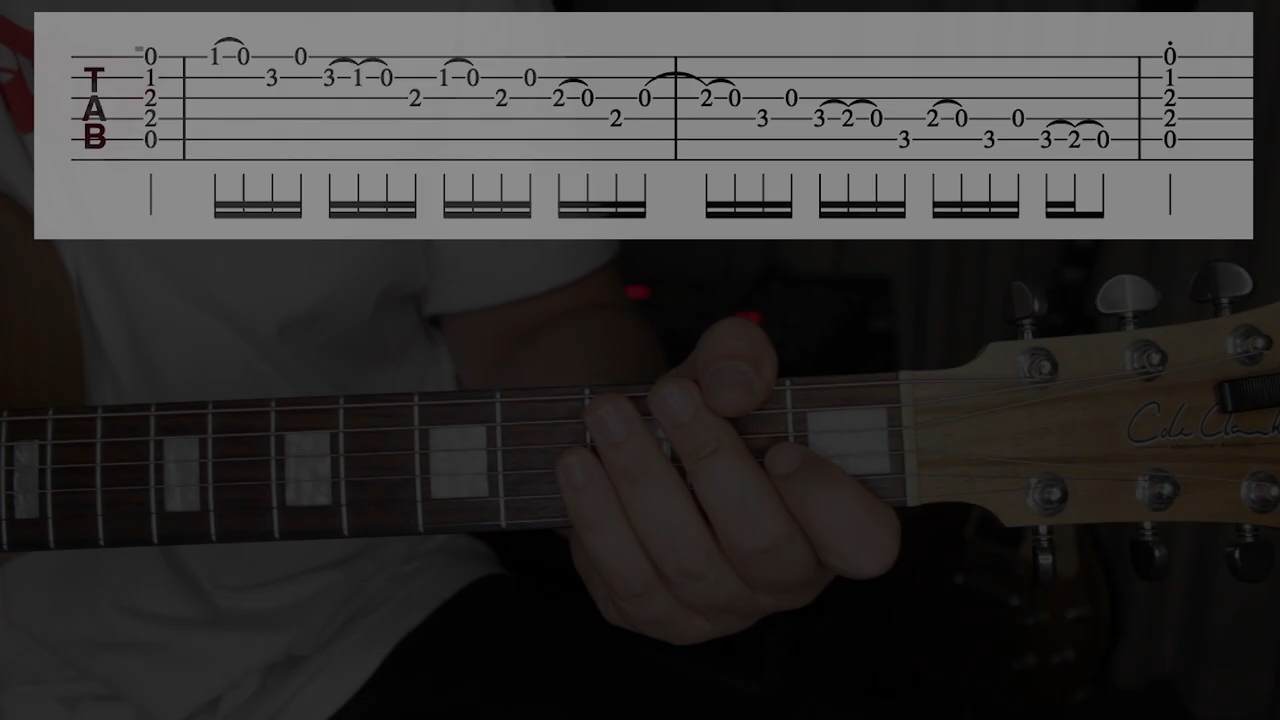 0 1 0 0 0
T 1 3 3 1 0 1 0 0 1
A 2 2 2 2 0 0 2 0 0 2
2 2 3 3 2 0 2 0 0 2
B 0 3 3 3 2 0 0
Cole Clark